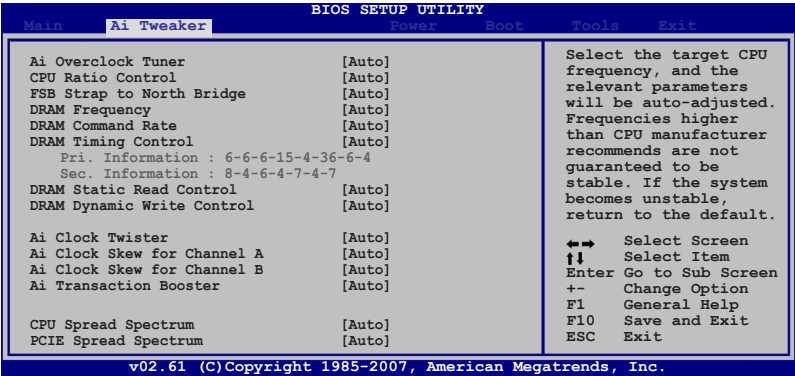 BIOS SETUP UTILITY
Main Ai Tweaker Power Boot Tools Exit
Ai Overclock Tuner [Auto]
CPU Ratio Control [Auto]
FSB Strap to North Bridge [Auto]
DRAM Frequency [Auto]
DRAM Command Rate [Auto]
DRAM Timing Control [Auto]
Pri. Information : 6-6-6-15-4-36-6-4
Sec. Information : 8-4-6-4-7-4-7
DRAM Static Read Control [Auto]
DRAM Dynamic Write Control [Auto]
Ai Clock Twister [Auto]
Ai Clock Skew for Channel A [Auto]
Ai Clock Skew for Channel B [Auto]
Ai Transaction Booster [Auto]
CPU Spread Spectrum [Auto]
PCIE Spread Spectrum [Auto]
Select the target CPU
frequency, and the
relevant parameters
will be auto-adjusted.
Frequencies higher
than CPU manufacturer
recommends are not
guaranteed to be
stable. If the system
becomes unstable,
return to the default.
←→ Select Screen
↑↓ Select Item
Enter Go to Sub Screen
+- Change Option
F1 General Help
F10 Save and Exit
ESC Exit
v02.61 (C)Copyright 1985-2007, American Megatrends, Inc.